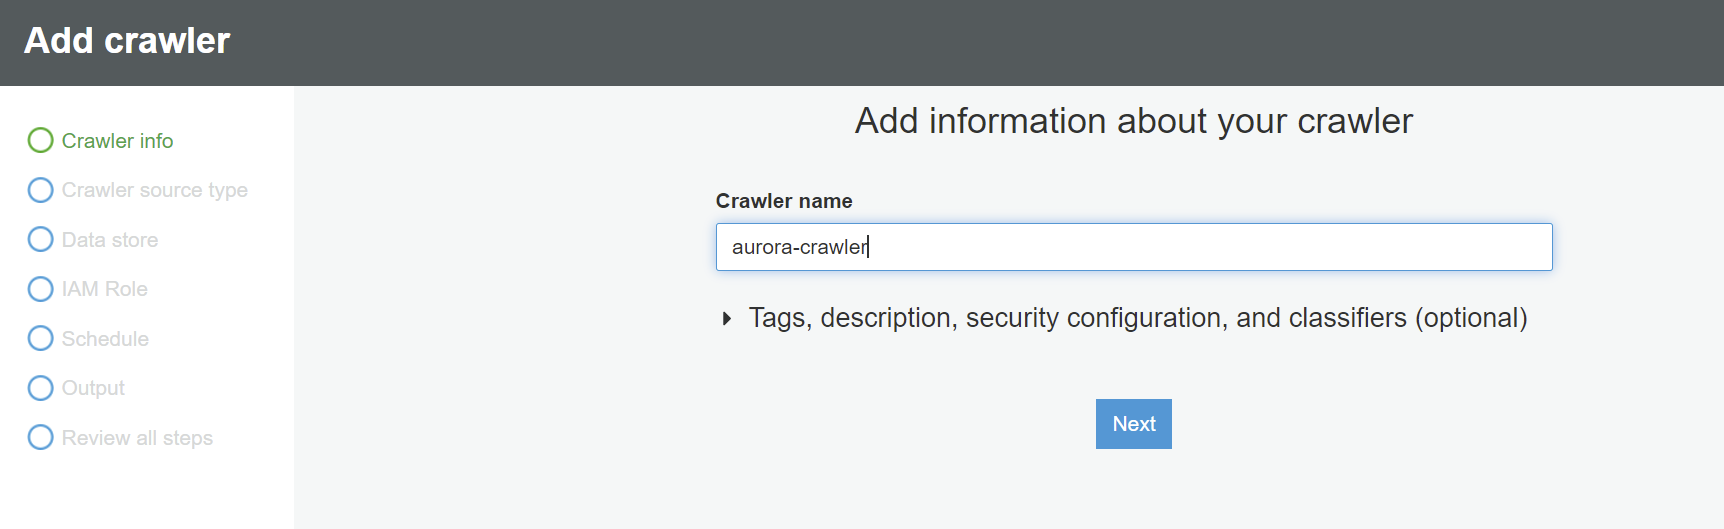 Add crawler
Crawler info
Crawler source type
Data store
IAM Role
Schedule
Output
Review all steps
Add information about your crawler
Crawler name
aurora-crawler
Tags, description, security configuration, and classifiers (optional)
Next